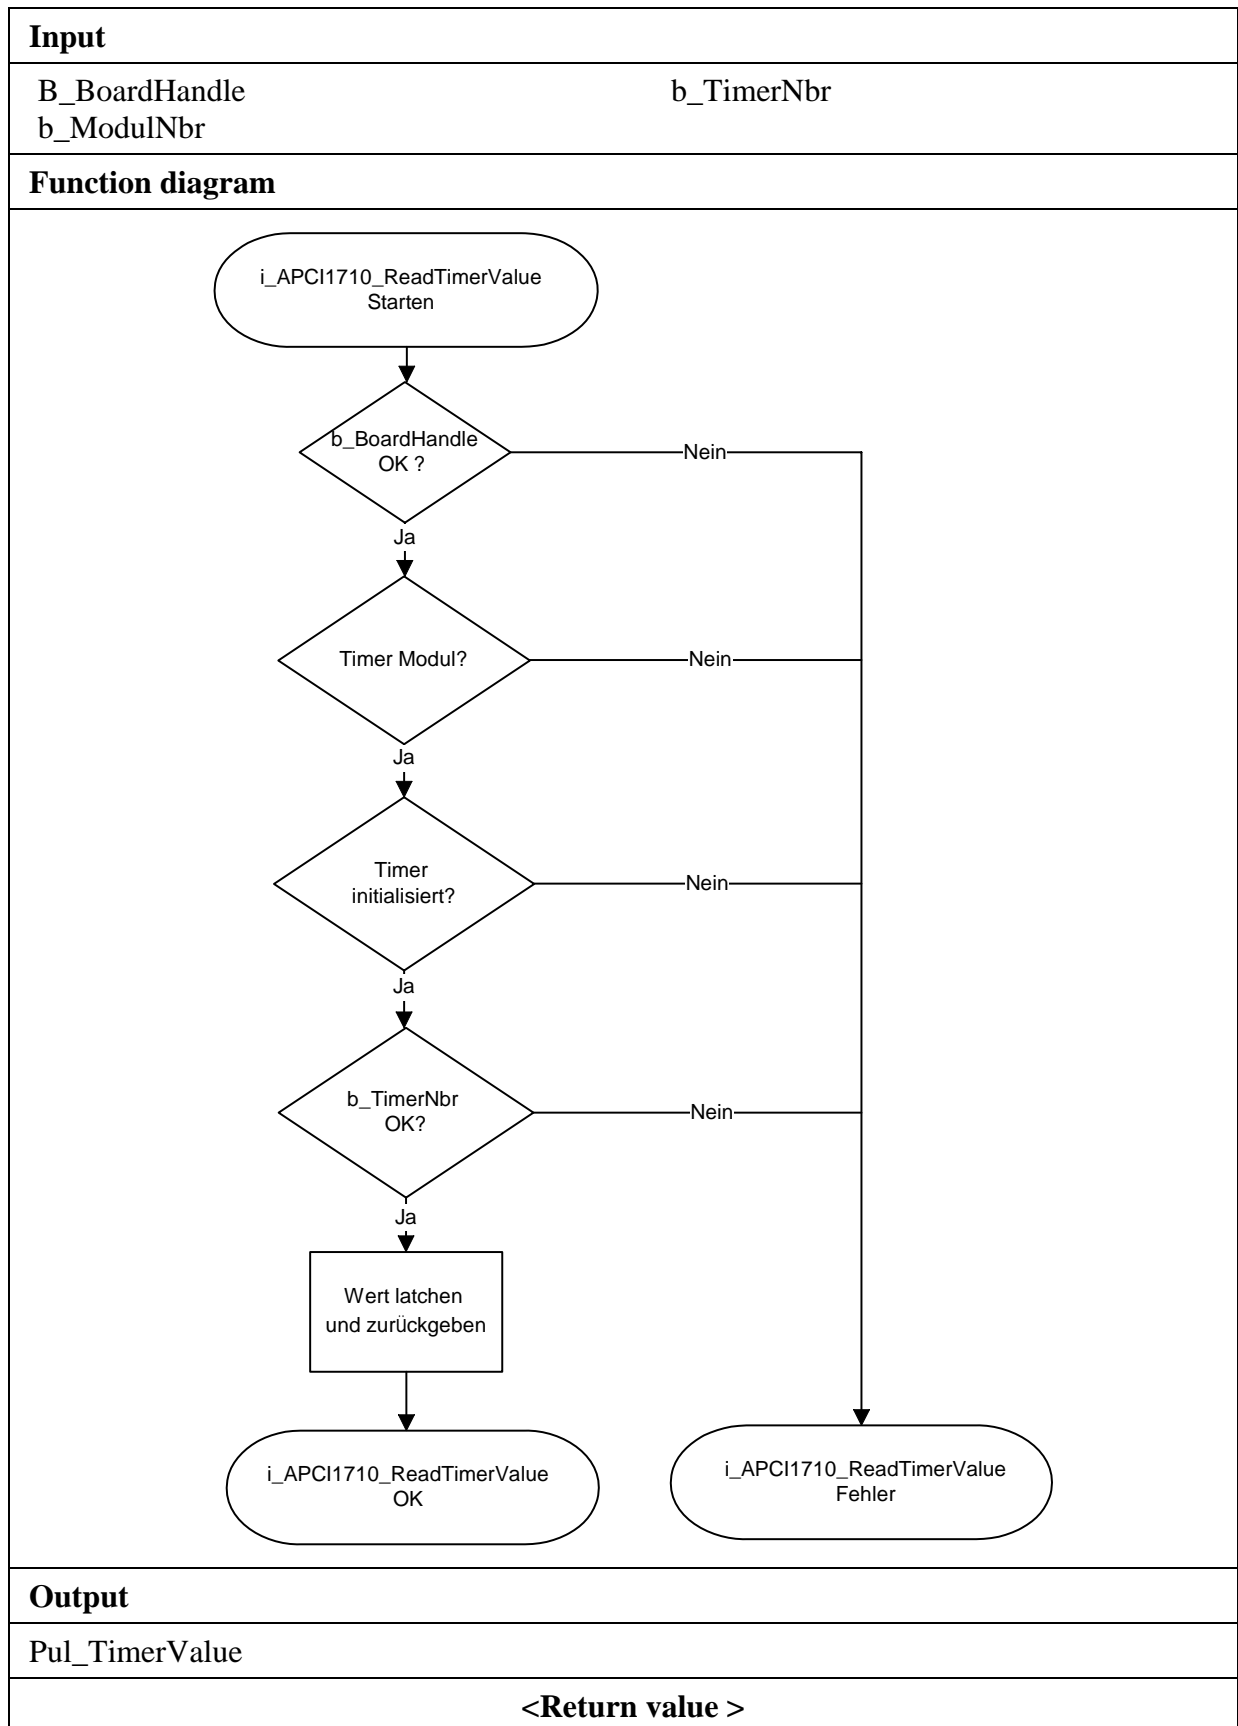 Input
B_BoardHandle b_TimerNbr
b_ModulNbr
Function diagram
i_APCI1710_ReadTimerValue
Starten
b_BoardHandle
OK ?
Nein
Ja
Timer Modul?
Nein
Ja
Timer
initialisiert?
Nein
Ja
b_TimerNbr
OK?
Nein
Ja
Wert latchen
und zurückgeben
i_APCI1710_ReadTimerValue
OK
i_APCI1710_ReadTimerValue
Fehler
Output
Pul_TimerValue
<Return value >